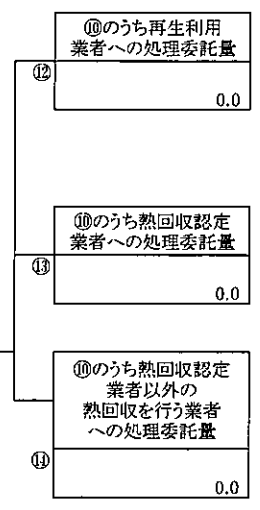 ⑩のうち再生利用
業者への処理委託量
⑫
0.0
⑩のうち熱回収認定
業者への処理委託量
⑬
0.0
⑩のうち熱回収認定
業者以外の
熱回収を行う業者
への処理委託量
⑭
0.0